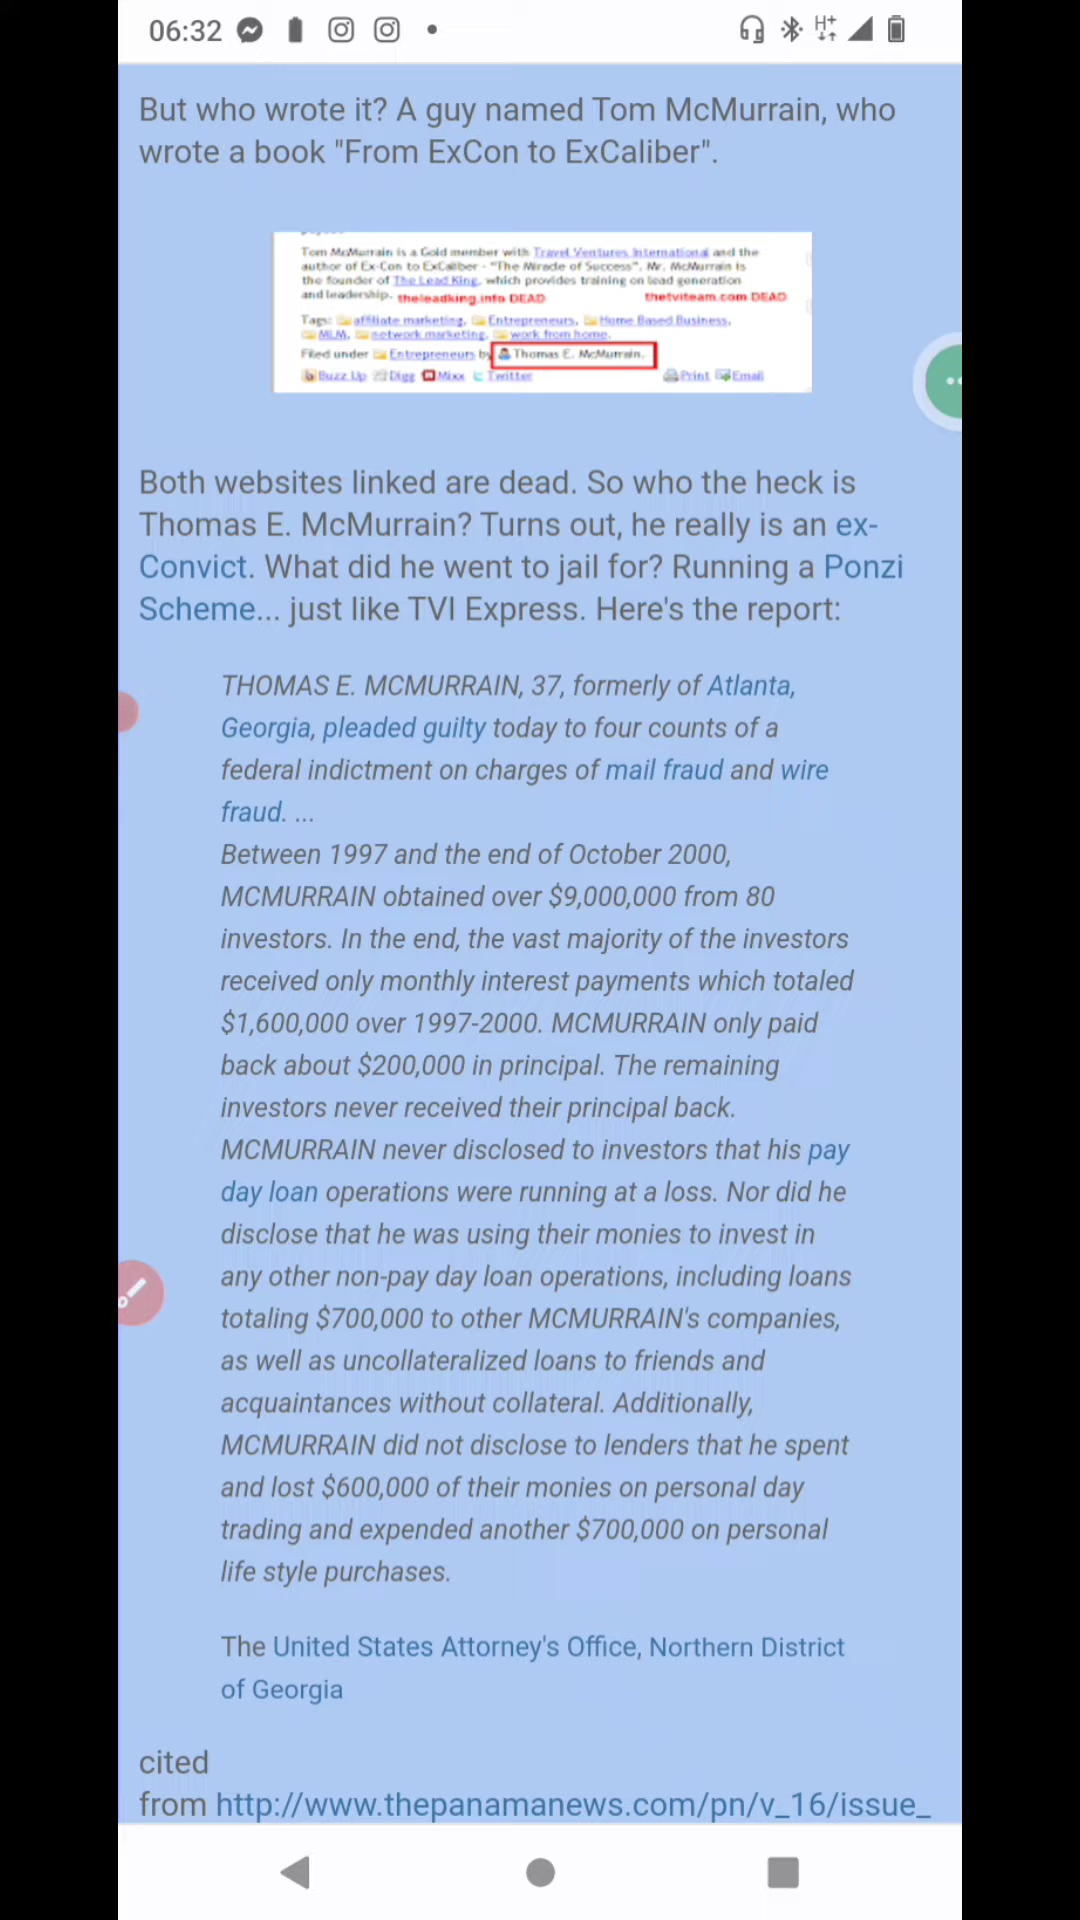 06:32
H+
But who wrote it? A guy named Tom McMurrain, who
wrote a book "From ExCon to ExCaliber".
Tom McMurrain is a Gold member with Travel Ventures International and the
author of Ex-Con to ExCaliber - "The Miracle of Success". Mr. McMurrain is
the founder of The Lead King, which provides training on lead generation
and leadership. theleadking.info DEAD thetviteam.com DEAD
Tags: affiliate marketing, Entrepreneurs, Home Based Business,
MLM, network marketing, work from home.
Filed under Entrepreneurs by Thomas E. McMurrain.
Buzz Up Digg Mixx Twitter Print Email
Both websites linked are dead. So who the heck is
Thomas E. McMurrain? Turns out, he really is an ex-
Convict. What did he went to jail for? Running a Ponzi
Scheme... just like TVI Express. Here's the report:
THOMAS E. MCMURRAIN, 37, formerly of Atlanta,
Georgia, pleaded guilty today to four counts of a
federal indictment on charges of mail fraud and wire
fraud. ...
Between 1997 and the end of October 2000,
MCMURRAIN obtained over $9,000,000 from 80
investors. In the end, the vast majority of the investors
received only monthly interest payments which totaled
$1,600,000 over 1997-2000. MCMURRAIN only paid
back about $200,000 in principal. The remaining
investors never received their principal back.
MCMURRAIN never disclosed to investors that his pay
day loan operations were running at a loss. Nor did he
disclose that he was using their monies to invest in
any other non-pay day loan operations, including loans
totaling $700,000 to other MCMURRAIN's companies,
as well as uncollateralized loans to friends and
acquaintances without collateral. Additionally,
MCMURRAIN did not disclose to lenders that he spent
and lost $600,000 of their monies on personal day
trading and expended another $700,000 on personal
life style purchases.
The United States Attorney's Office, Northern District
of Georgia
cited
from http://www.thepanamanews.com/pn/v_16/issue_